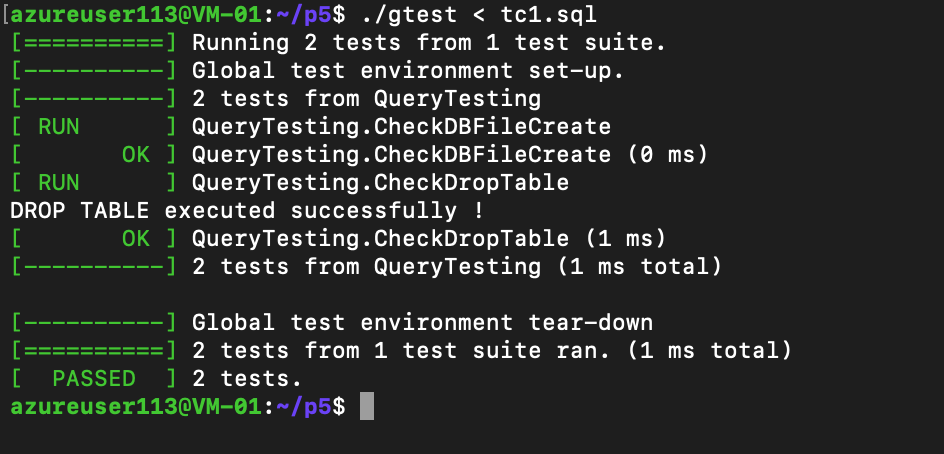 [azureuser113@VM-01:~/p5$ ./gtest < tc1.sql
[==========] Running 2 tests from 1 test suite.
[----------] Global test environment set-up.
[----------] 2 tests from QueryTesting
[ RUN      ] QueryTesting.CheckDBFileCreate
[       OK ] QueryTesting.CheckDBFileCreate (0 ms)
[ RUN      ] QueryTesting.CheckDropTable
DROP TABLE executed successfully !
[       OK ] QueryTesting.CheckDropTable (1 ms)
[----------] 2 tests from QueryTesting (1 ms total)
[----------] Global test environment tear-down
[==========] 2 tests from 1 test suite ran. (1 ms total)
[  PASSED  ] 2 tests.
azureuser113@VM-01:~/p5$